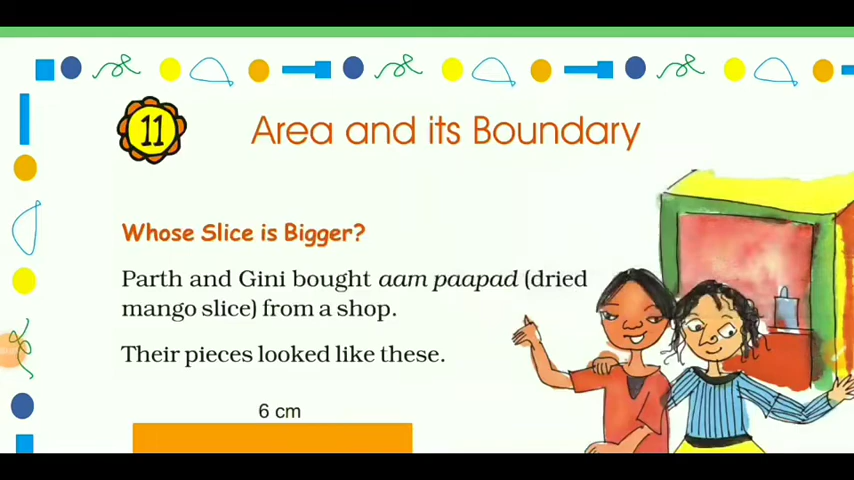 11
Area and its Boundary
Whose Slice is Bigger?
Parth and Gini bought aam paapad (dried
mango slice) from a shop.
Their pieces looked like these.
6 cm